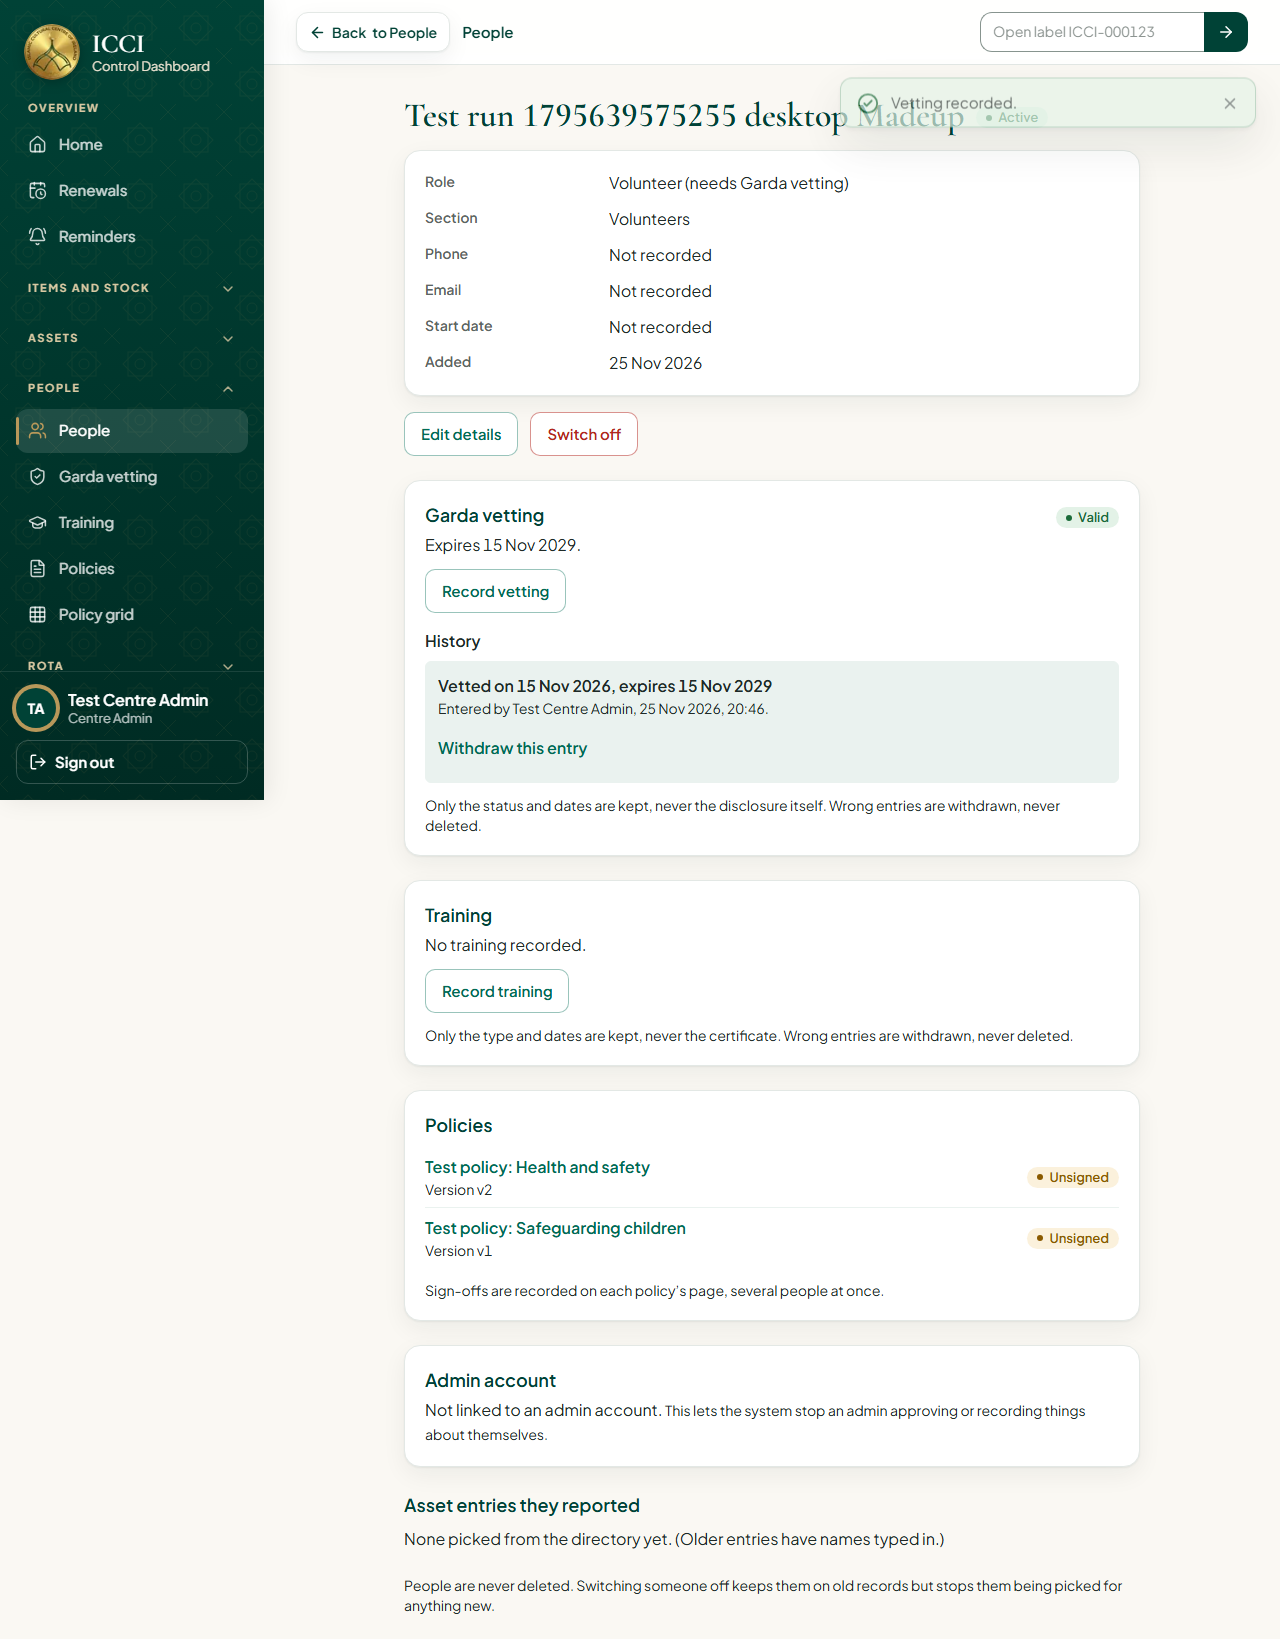 ICCI
Control Dashboard
OVERVIEW
Home
Renewals
Reminders
ITEMS AND STOCK
ASSETS
PEOPLE
People
Garda vetting
Training
Policies
Policy grid
ROTA
TA
Test Centre Admin
Centre Admin
Sign out
Back to People
People
Open label ICCI-000123
Vetting recorded.
Test run 1795639575255 desktop Madeup
Active
Role
Volunteer (needs Garda vetting)
Section
Volunteers
Phone
Not recorded
Email
Not recorded
Start date
Not recorded
Added
25 Nov 2026
Edit details
Switch off
Garda vetting
Valid
Expires 15 Nov 2029.
Record vetting
History
Vetted on 15 Nov 2026, expires 15 Nov 2029
Entered by Test Centre Admin, 25 Nov 2026, 20:46.
Withdraw this entry
Only the status and dates are kept, never the disclosure itself. Wrong entries are withdrawn, never
deleted.
Training
No training recorded.
Record training
Only the type and dates are kept, never the certificate. Wrong entries are withdrawn, never deleted.
Policies
Test policy: Health and safety
Version v2
Unsigned
Test policy: Safeguarding children
Version v1
Unsigned
Sign-offs are recorded on each policy's page, several people at once.
Admin account
Not linked to an admin account. This lets the system stop an admin approving or recording things
about themselves.
Asset entries they reported
None picked from the directory yet. (Older entries have names typed in.)
People are never deleted. Switching someone off keeps them on old records but stops them being picked for
anything new.